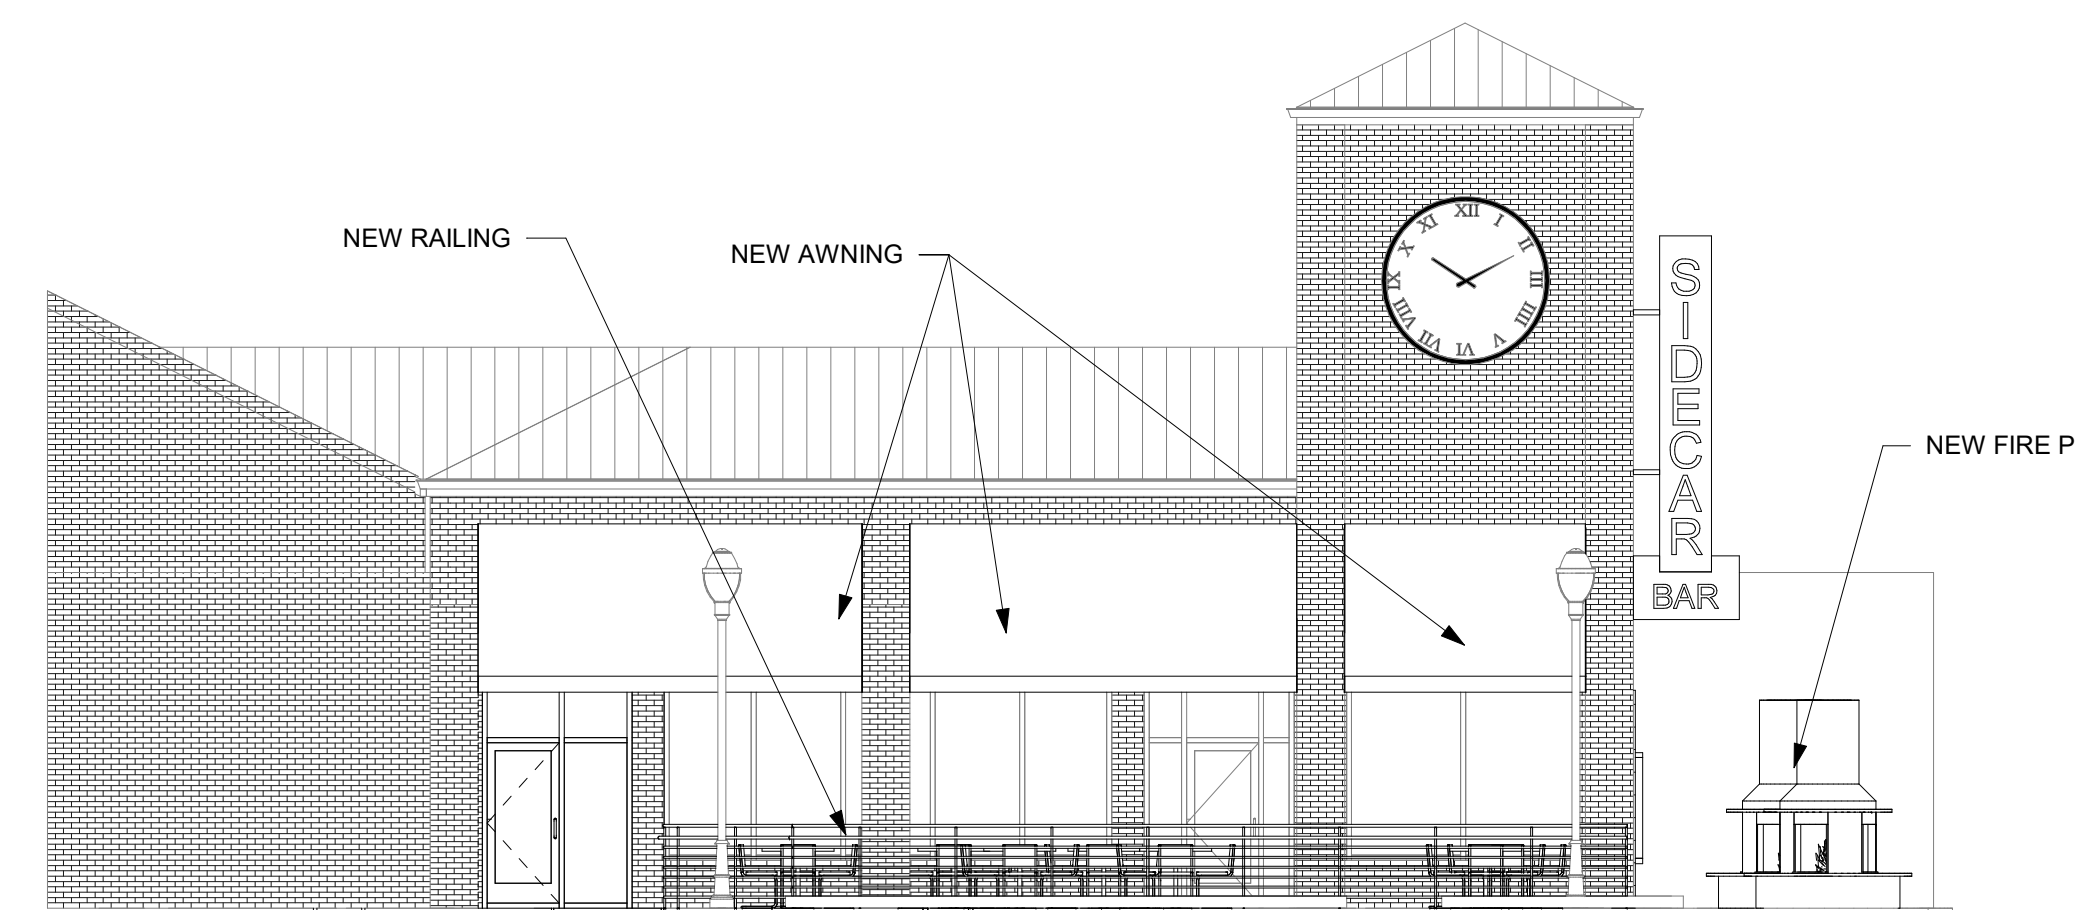 NEW RAILING
NEW AWNING
XII
I
II
III
IIII
V
VI
VII
VIII
IX
X
XI
SIDECAR
BAR
NEW FIRE P